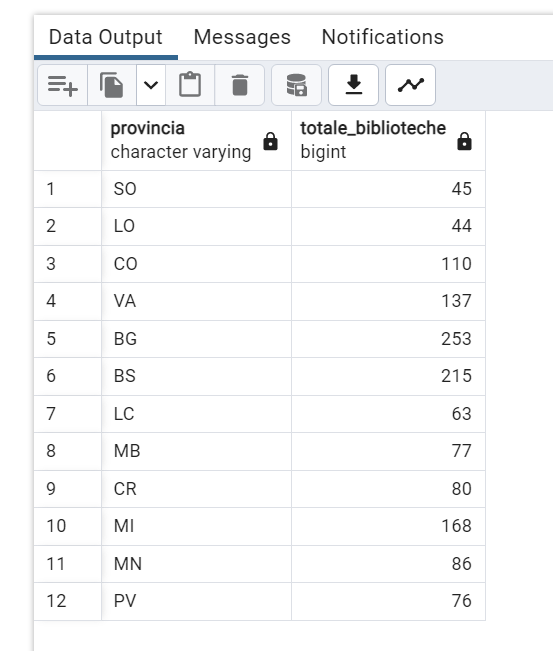 Data Output Messages Notifications
provincia totale_biblioteche
character varying bigint
1 SO 45
2 LO 44
3 CO 110
4 VA 137
5 BG 253
6 BS 215
7 LC 63
8 MB 77
9 CR 80
10 MI 168
11 MN 86
12 PV 76